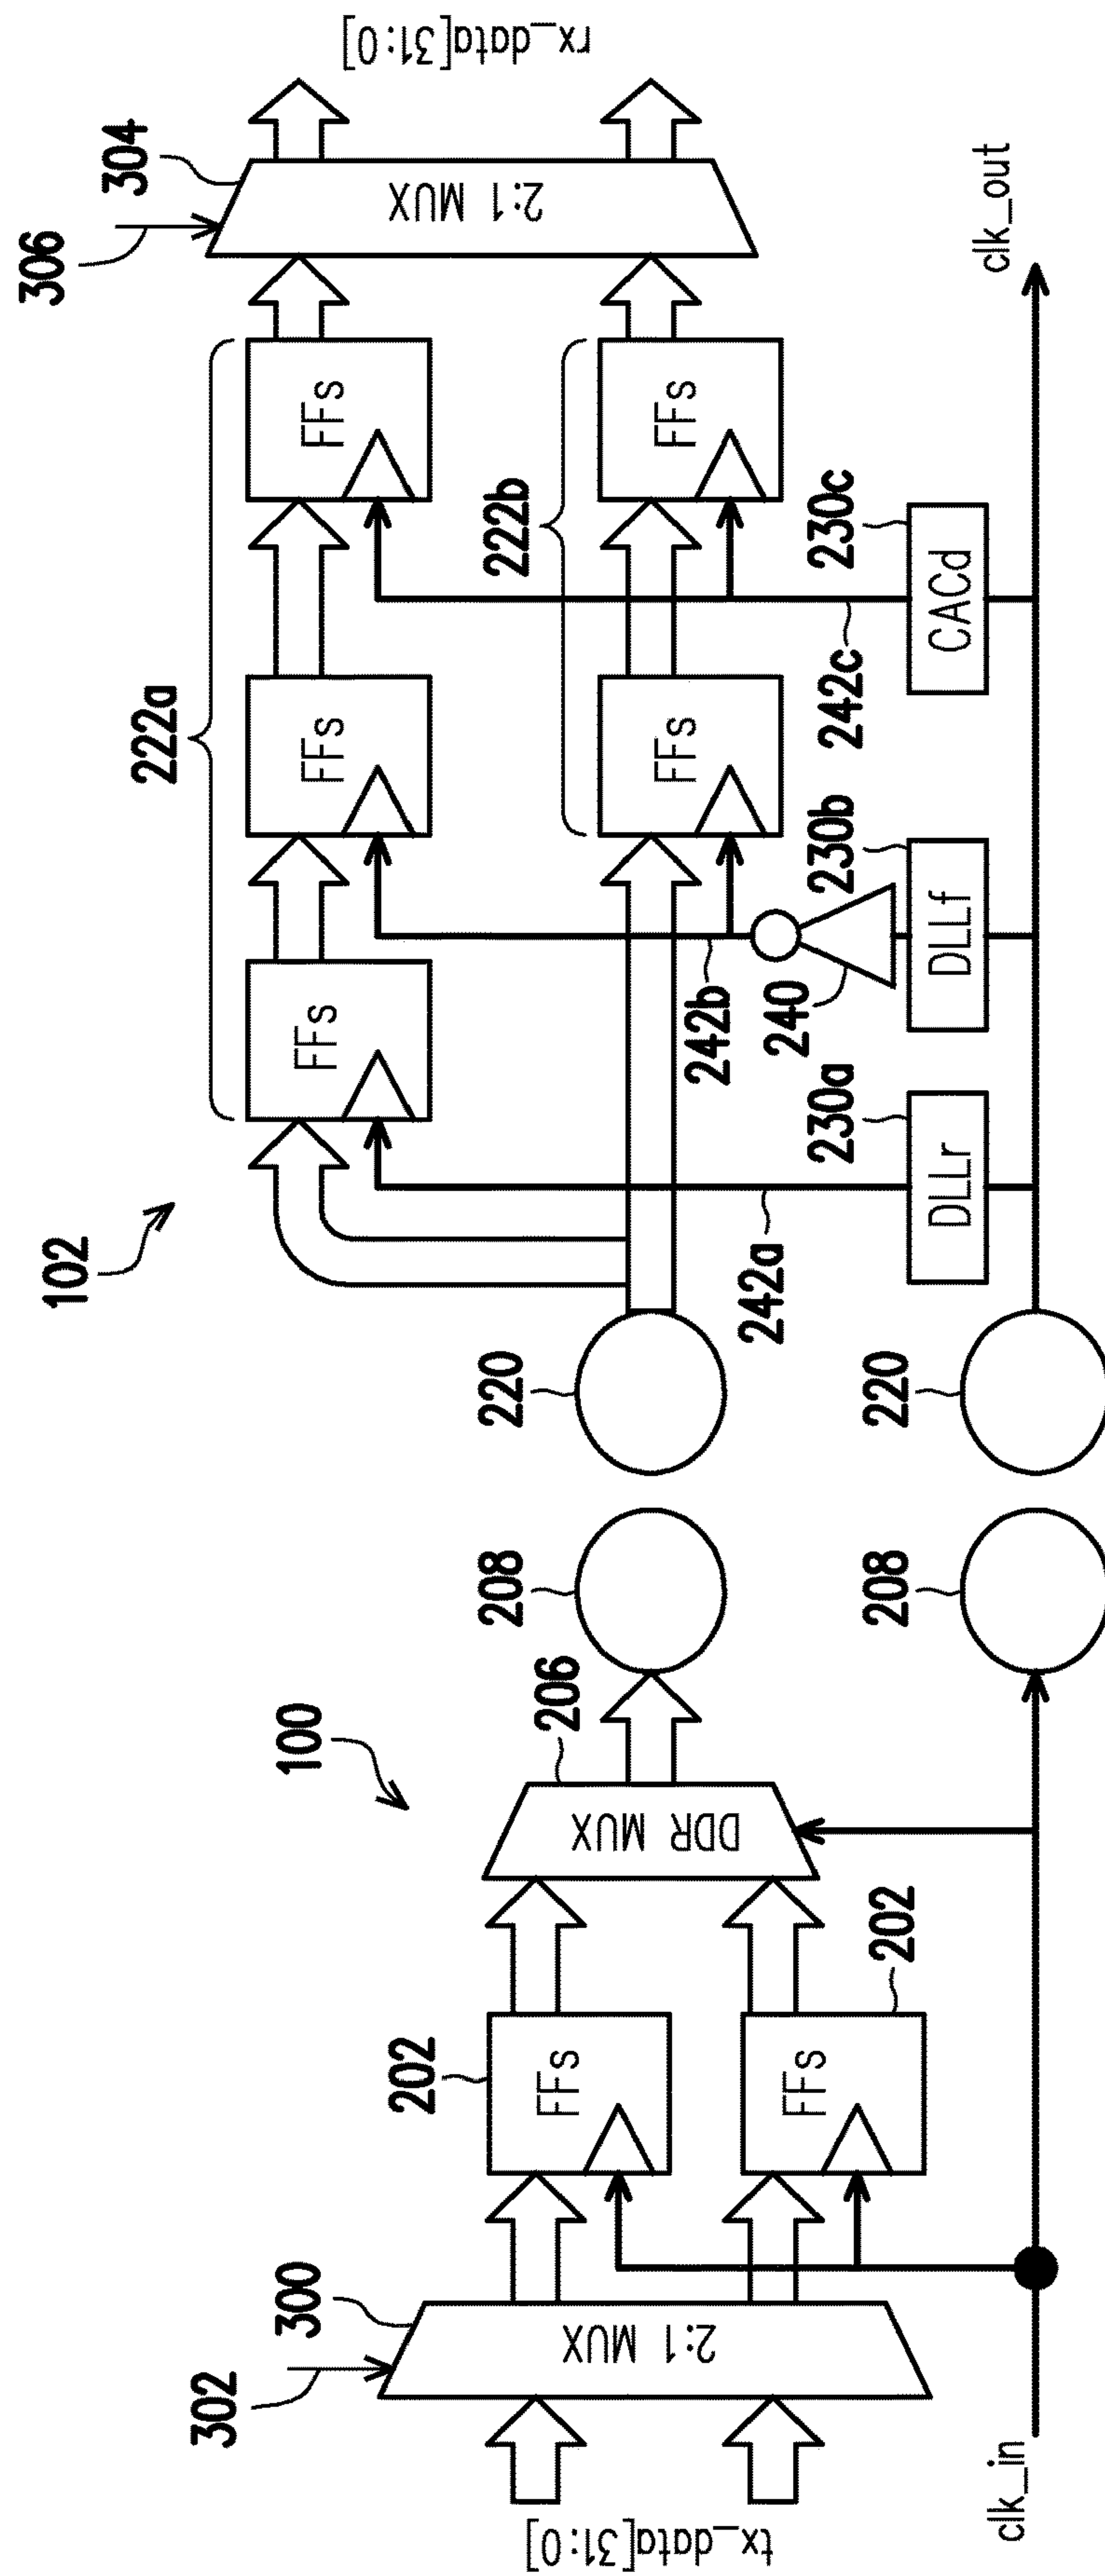 tx_data[31:0]
302
300
2:1 MUX
202
FFs
202
FFs
100
206
DDR MUX
208
208
clk_in
102
220
220
222a
FFs
FFs
FFs
222b
FFs
FFs
242a
242b
242c
240
230a
DLLr
230b
DLLf
230c
CACd
306
304
2:1 MUX
rx_data[31:0]
clk_out